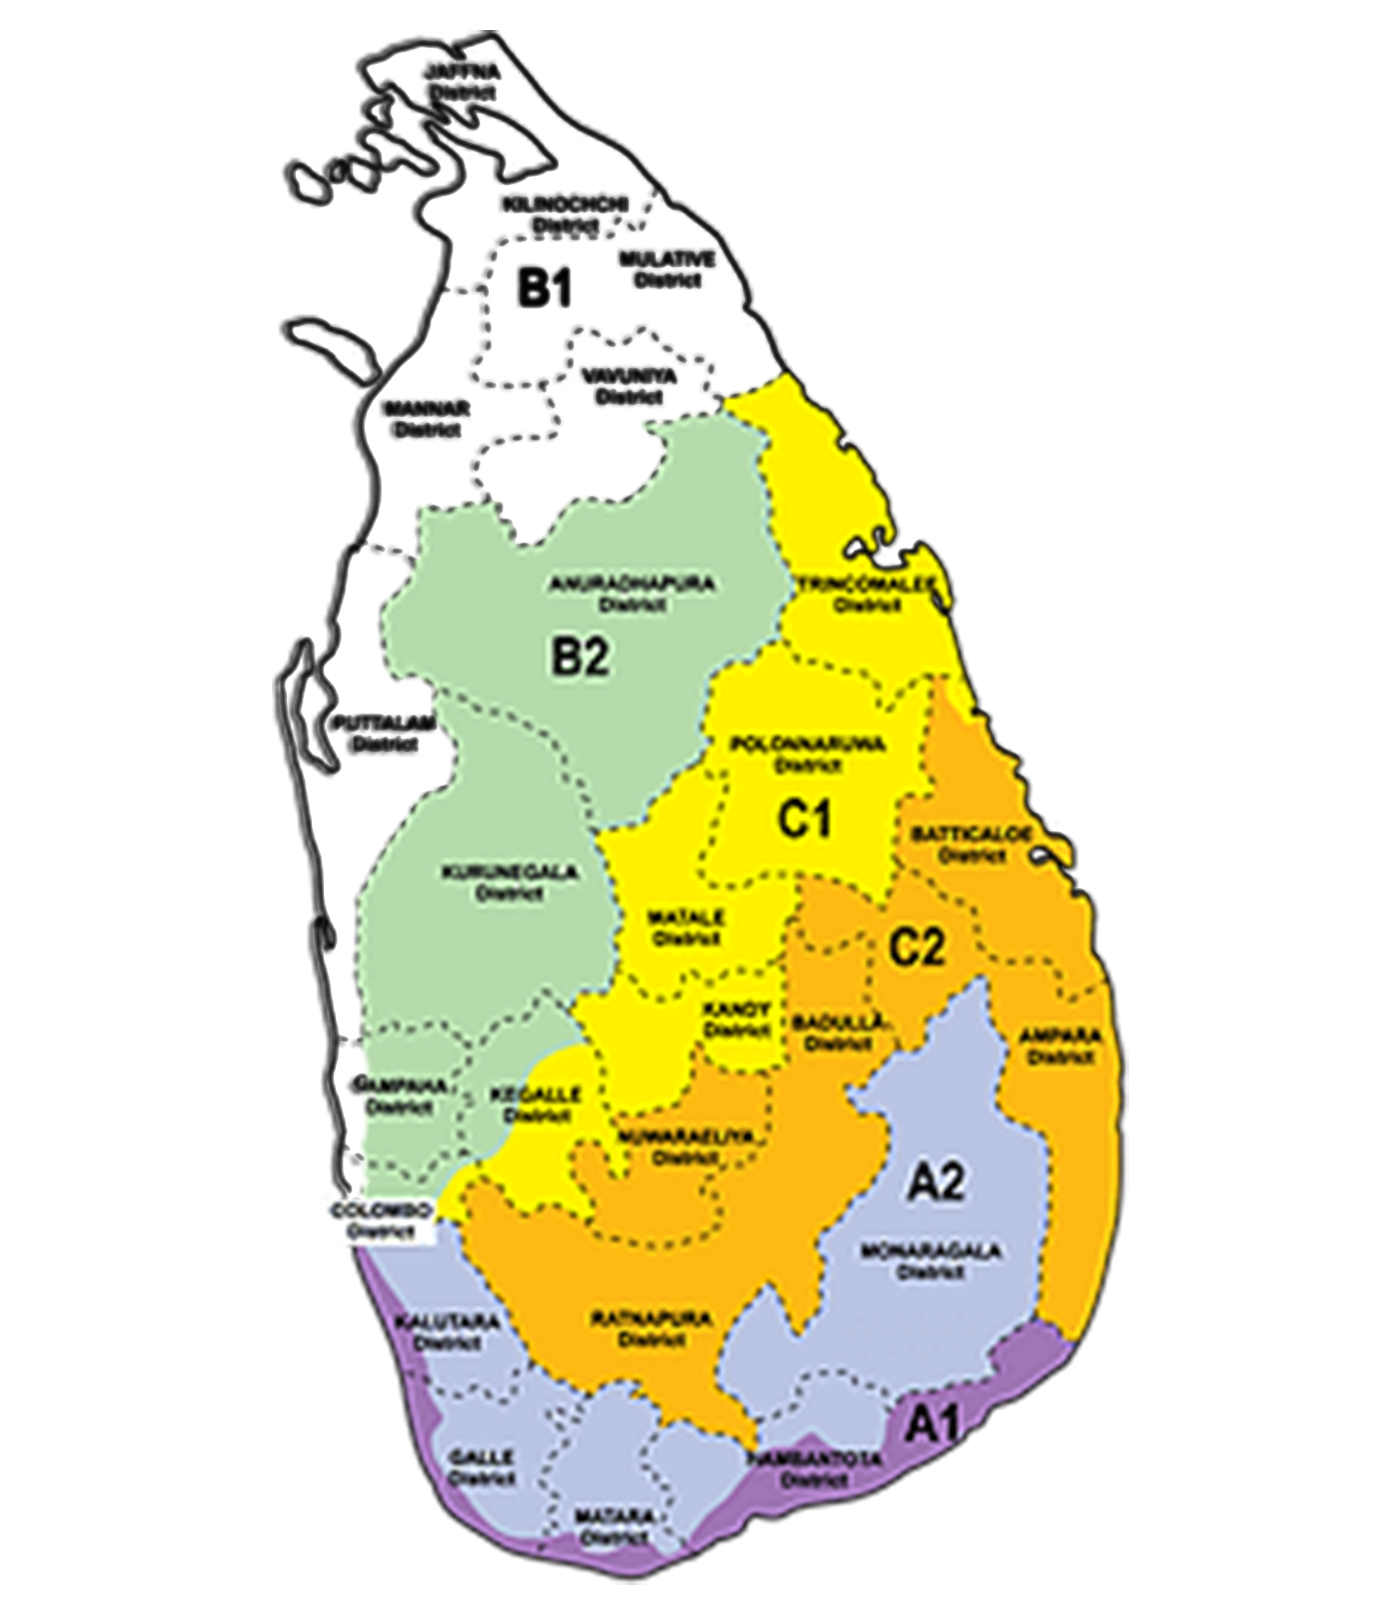 JAFFNA
District
KILINOCHCHI
District
MULATIVE
District
B1
VAVUNIYA
District
MANNAR
District
ANURADHAPURA
District
TRINCOMALEE
District
B2
PUTTALAM
District
POLONNARUWA
District
C1
BATTICALOE
District
KURUNEGALA
District
MATALE
District
C2
KANDY
District
BADULLA
District
AMPARA
District
GAMPAHA
District
KEGALLE
District
NUWARAELIYA
District
A2
COLOMBO
District
MONARAGALA
District
KALUTARA
District
RATNAPURA
District
A1
GALLE
District
HAMBANTOTA
District
MATARA
District